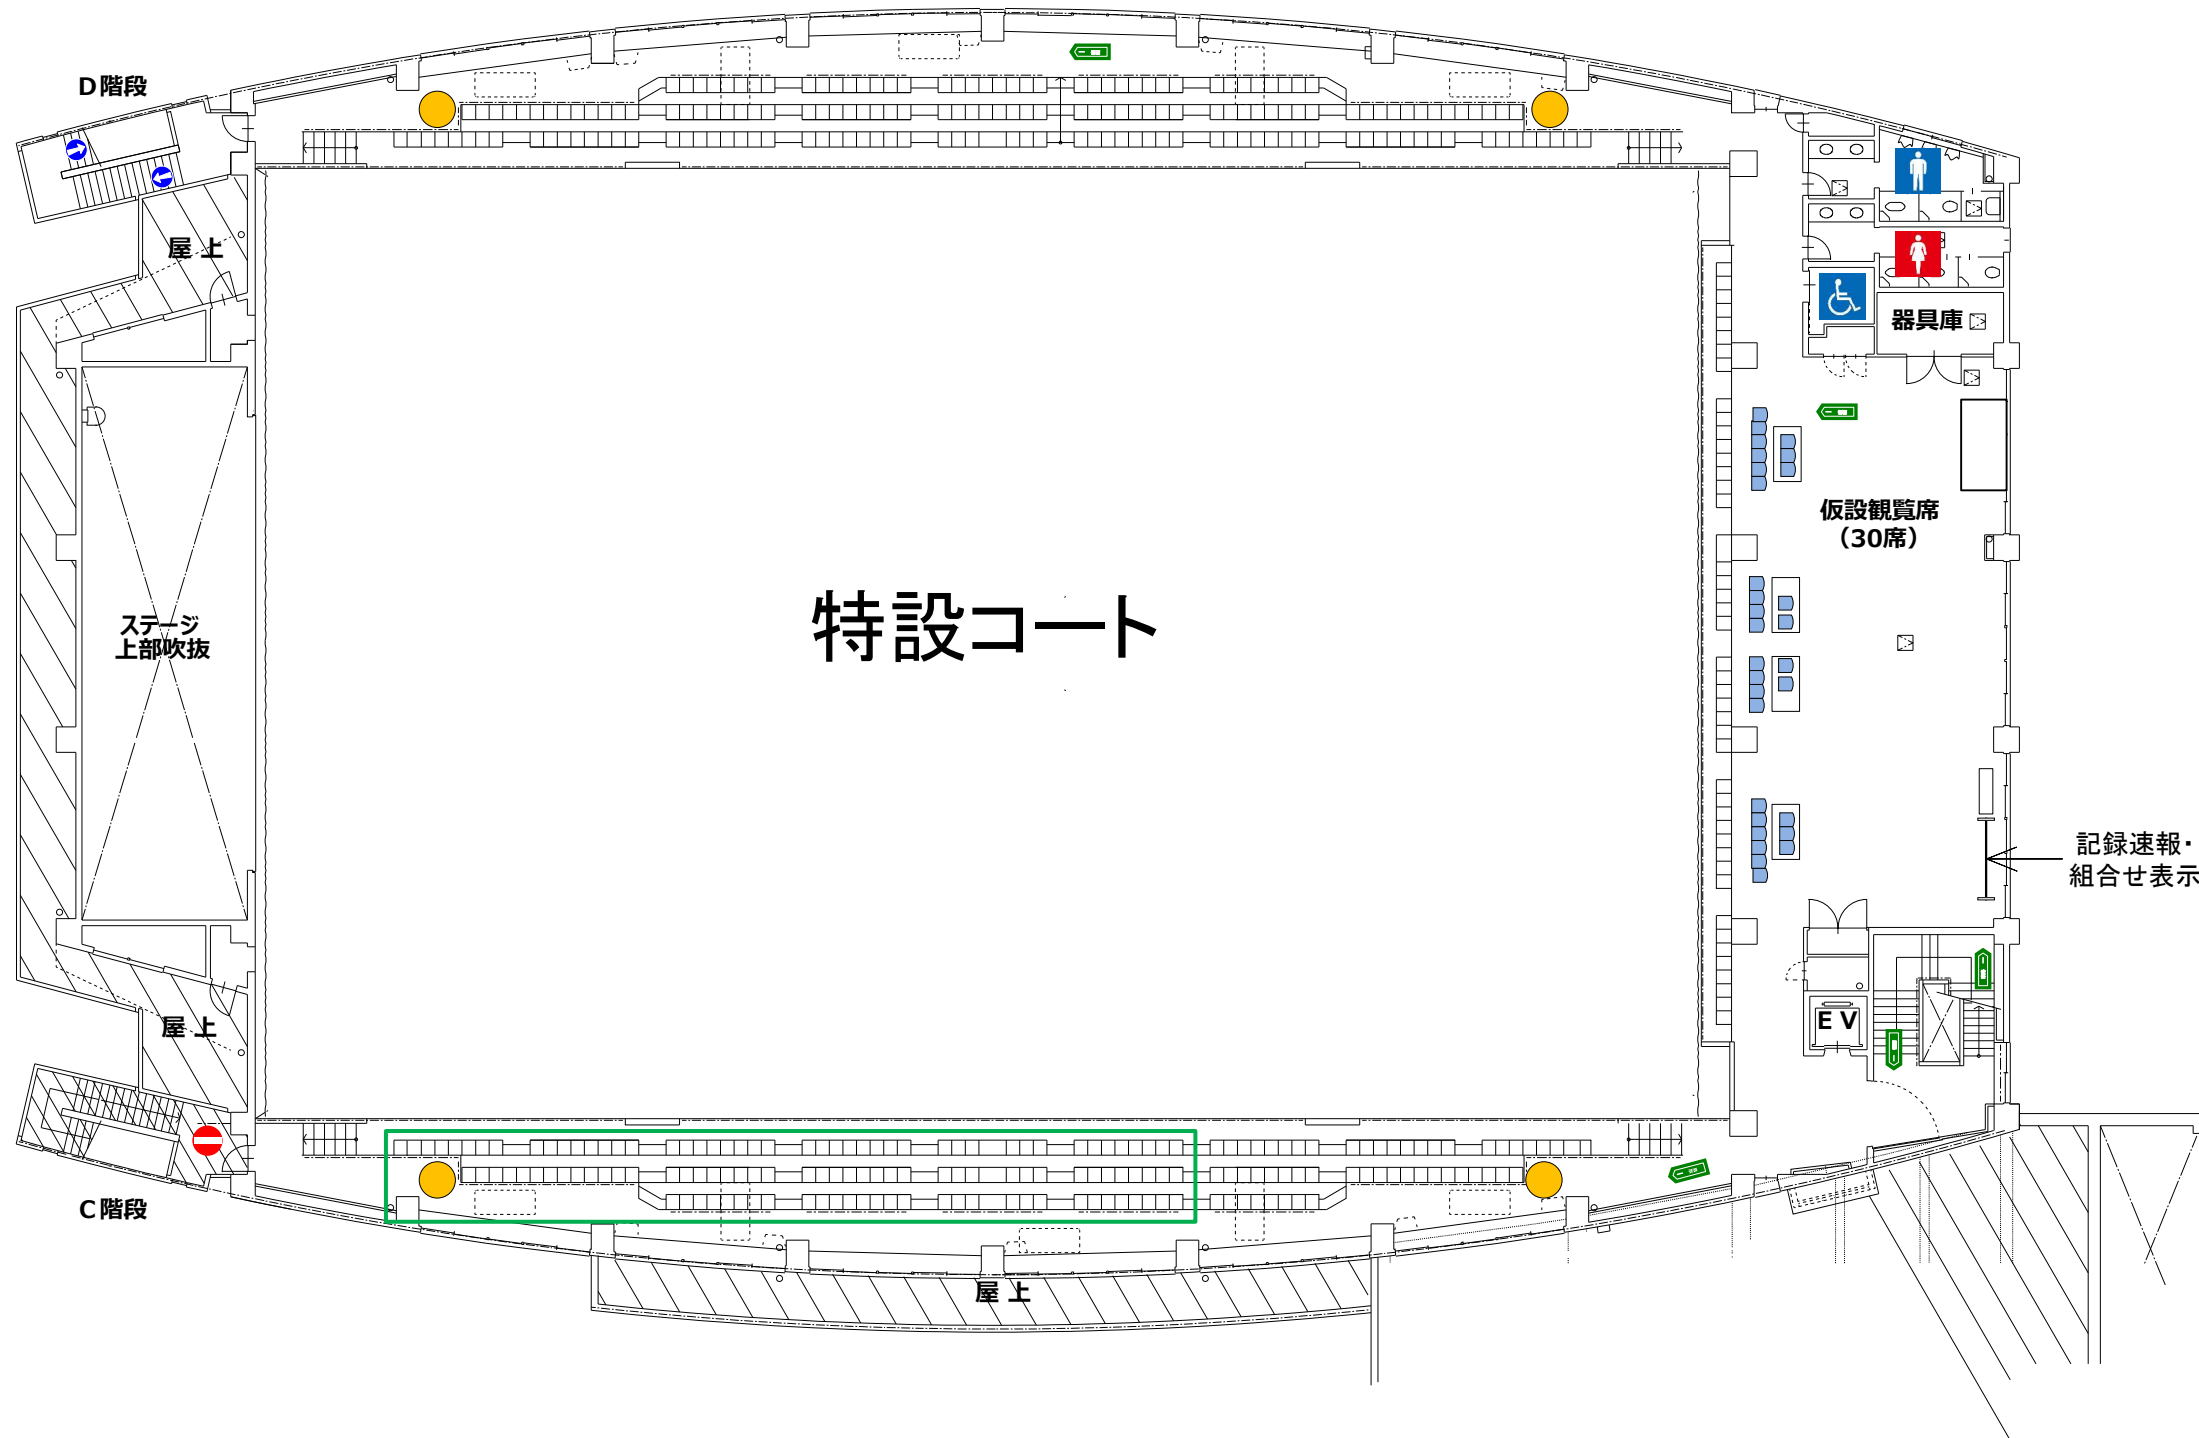 D階段
屋 上
器具庫
仮設観覧席
（30席）
特設コート
ステージ
上部吹抜
記録速報・
組合せ表示
屋 上
E V
C階段
屋 上